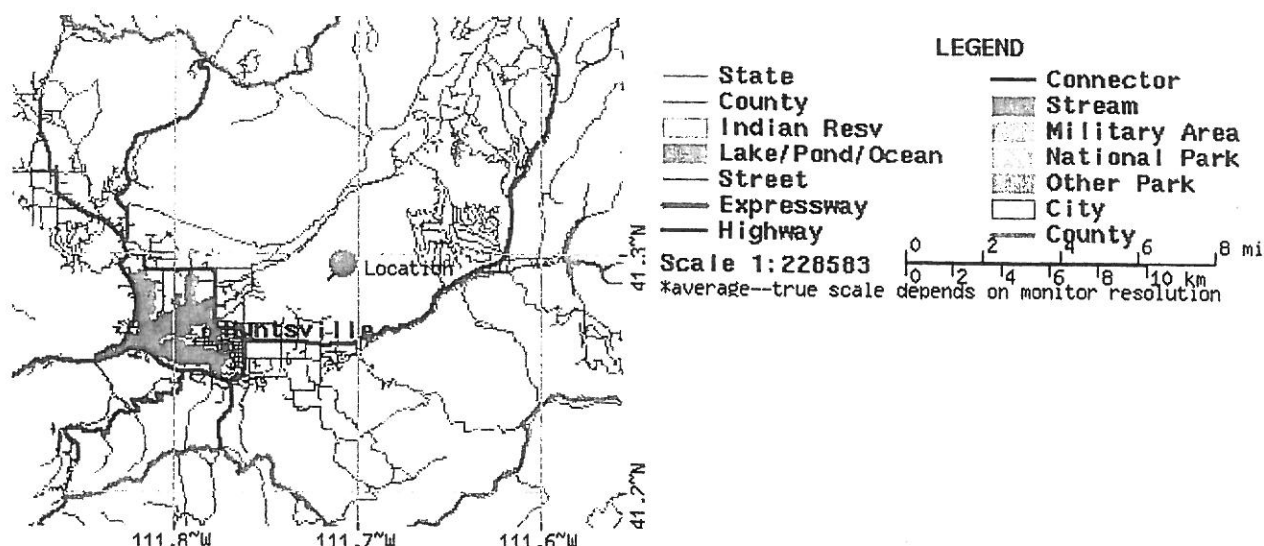 Location
Huntsville
41.3~N
41.2~N
111.8~W
111.7~W
111.6~W
LEGEND
State
County
Indian Resv
Lake/Pond/Ocean
Street
Expressway
Highway
Connector
Stream
Military Area
National Park
Other Park
City
County
Scale 1:228583
0 2 4 6 8 mi
0 2 4 6 8 10 km
*average--true scale depends on monitor resolution